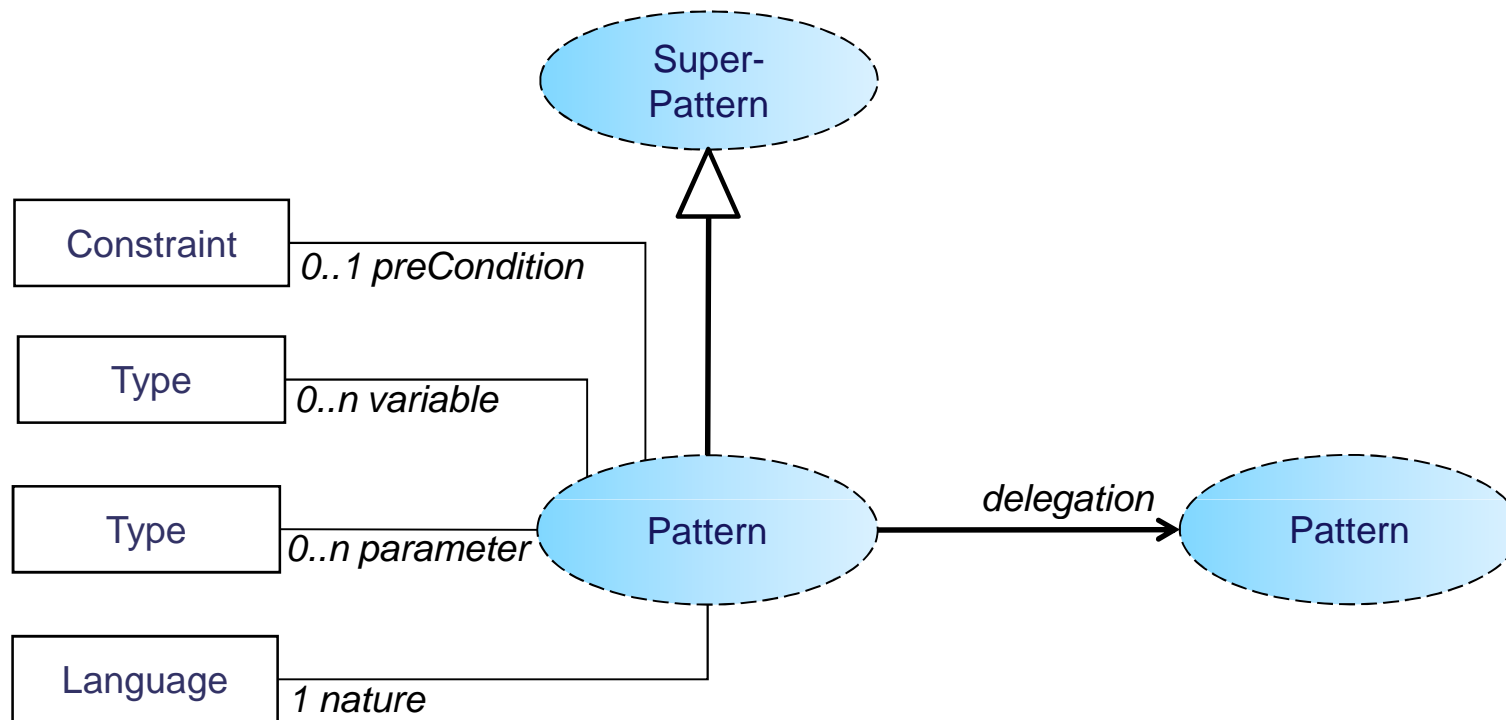 Super-
Pattern
Constraint
0..1 preCondition
Type
0..n variable
Type
0..n parameter
Pattern
delegation
Pattern
Language
1 nature